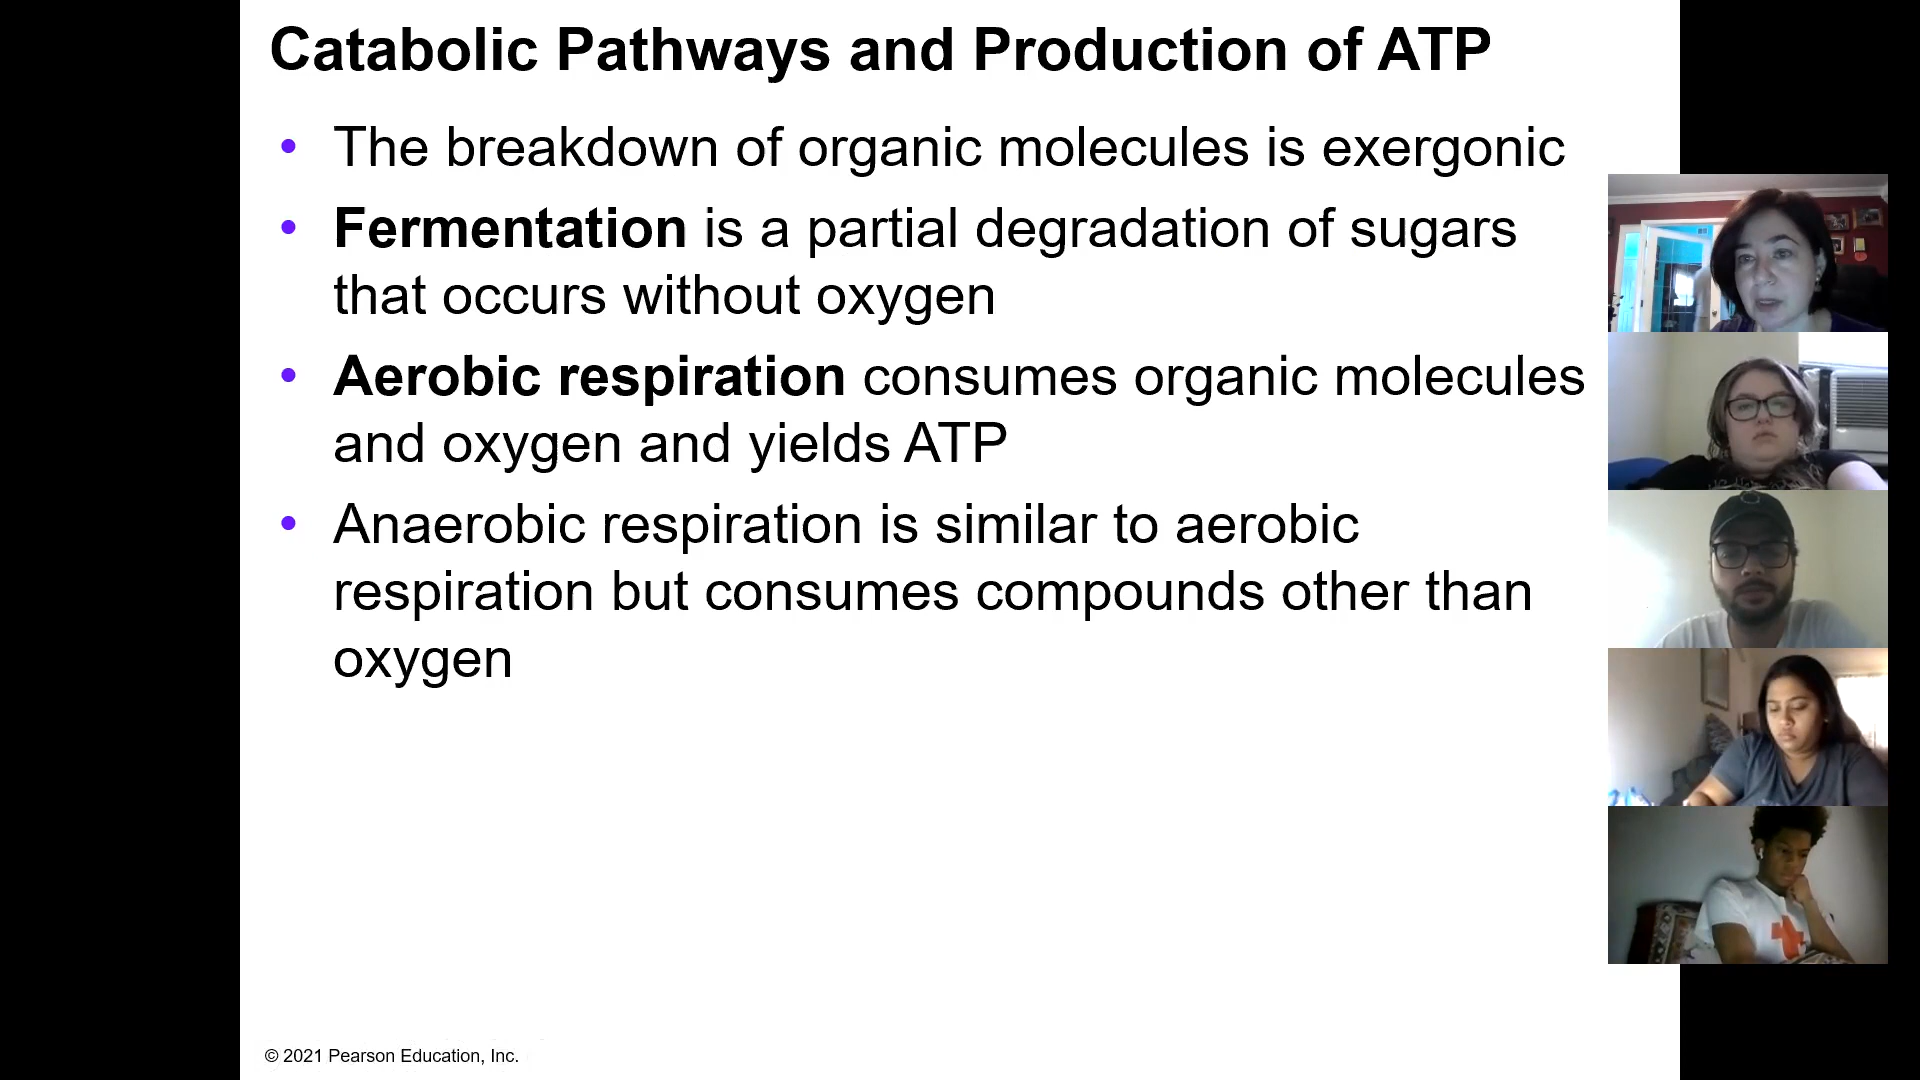 Catabolic Pathways and Production of ATP
• The breakdown of organic molecules is exergonic
• Fermentation is a partial degradation of sugars
that occurs without oxygen
• Aerobic respiration consumes organic molecules
and oxygen and yields ATP
• Anaerobic respiration is similar to aerobic
respiration but consumes compounds other than
oxygen
© 2021 Pearson Education, Inc.